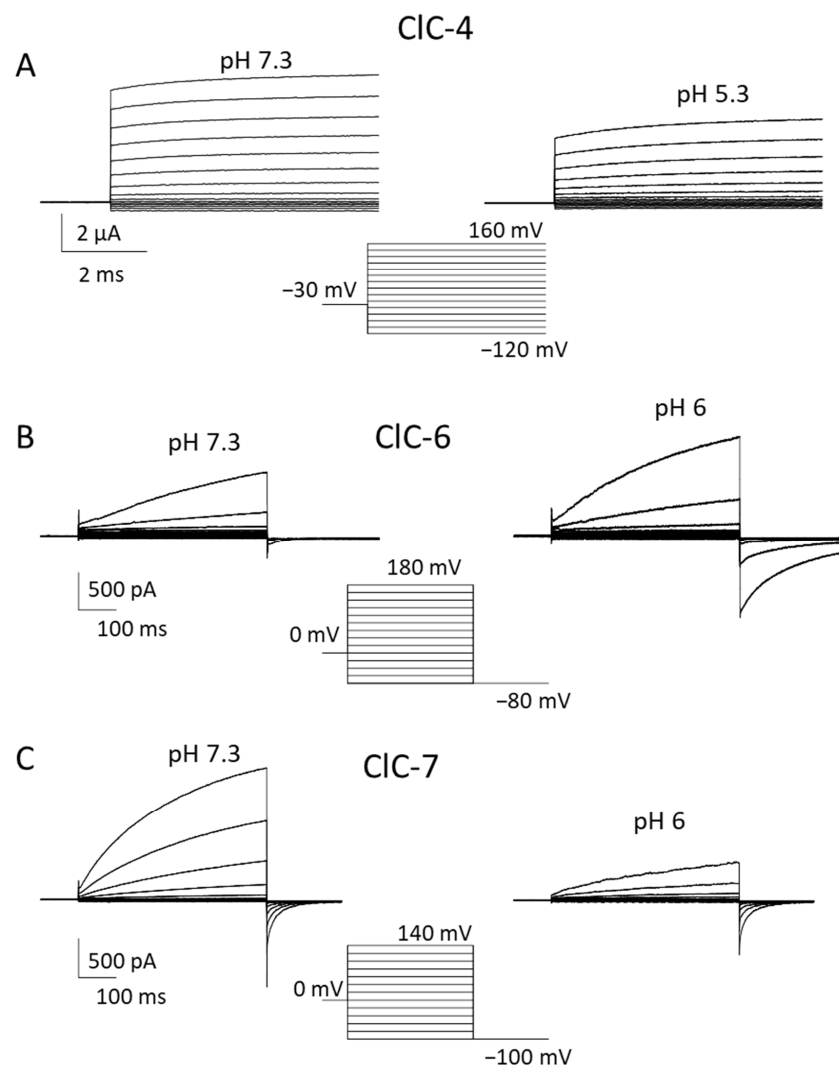 ClC-4
A
pH 7.3
pH 5.3
2 μA
2 ms
160 mV
−30 mV
−120 mV
B
pH 7.3
ClC-6
pH 6
500 pA
100 ms
180 mV
0 mV
−80 mV
C
pH 7.3
ClC-7
pH 6
500 pA
100 ms
140 mV
0 mV
−100 mV